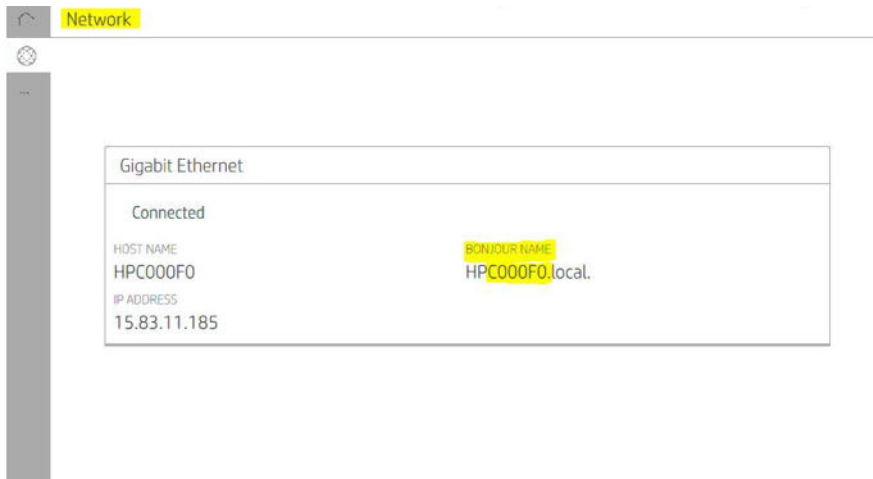 Network
...
Gigabit Ethernet
Connected
HOST NAME
BONJOUR NAME
HPC000F0
HPC000F0.local.
IP ADDRESS
15.83.11.185